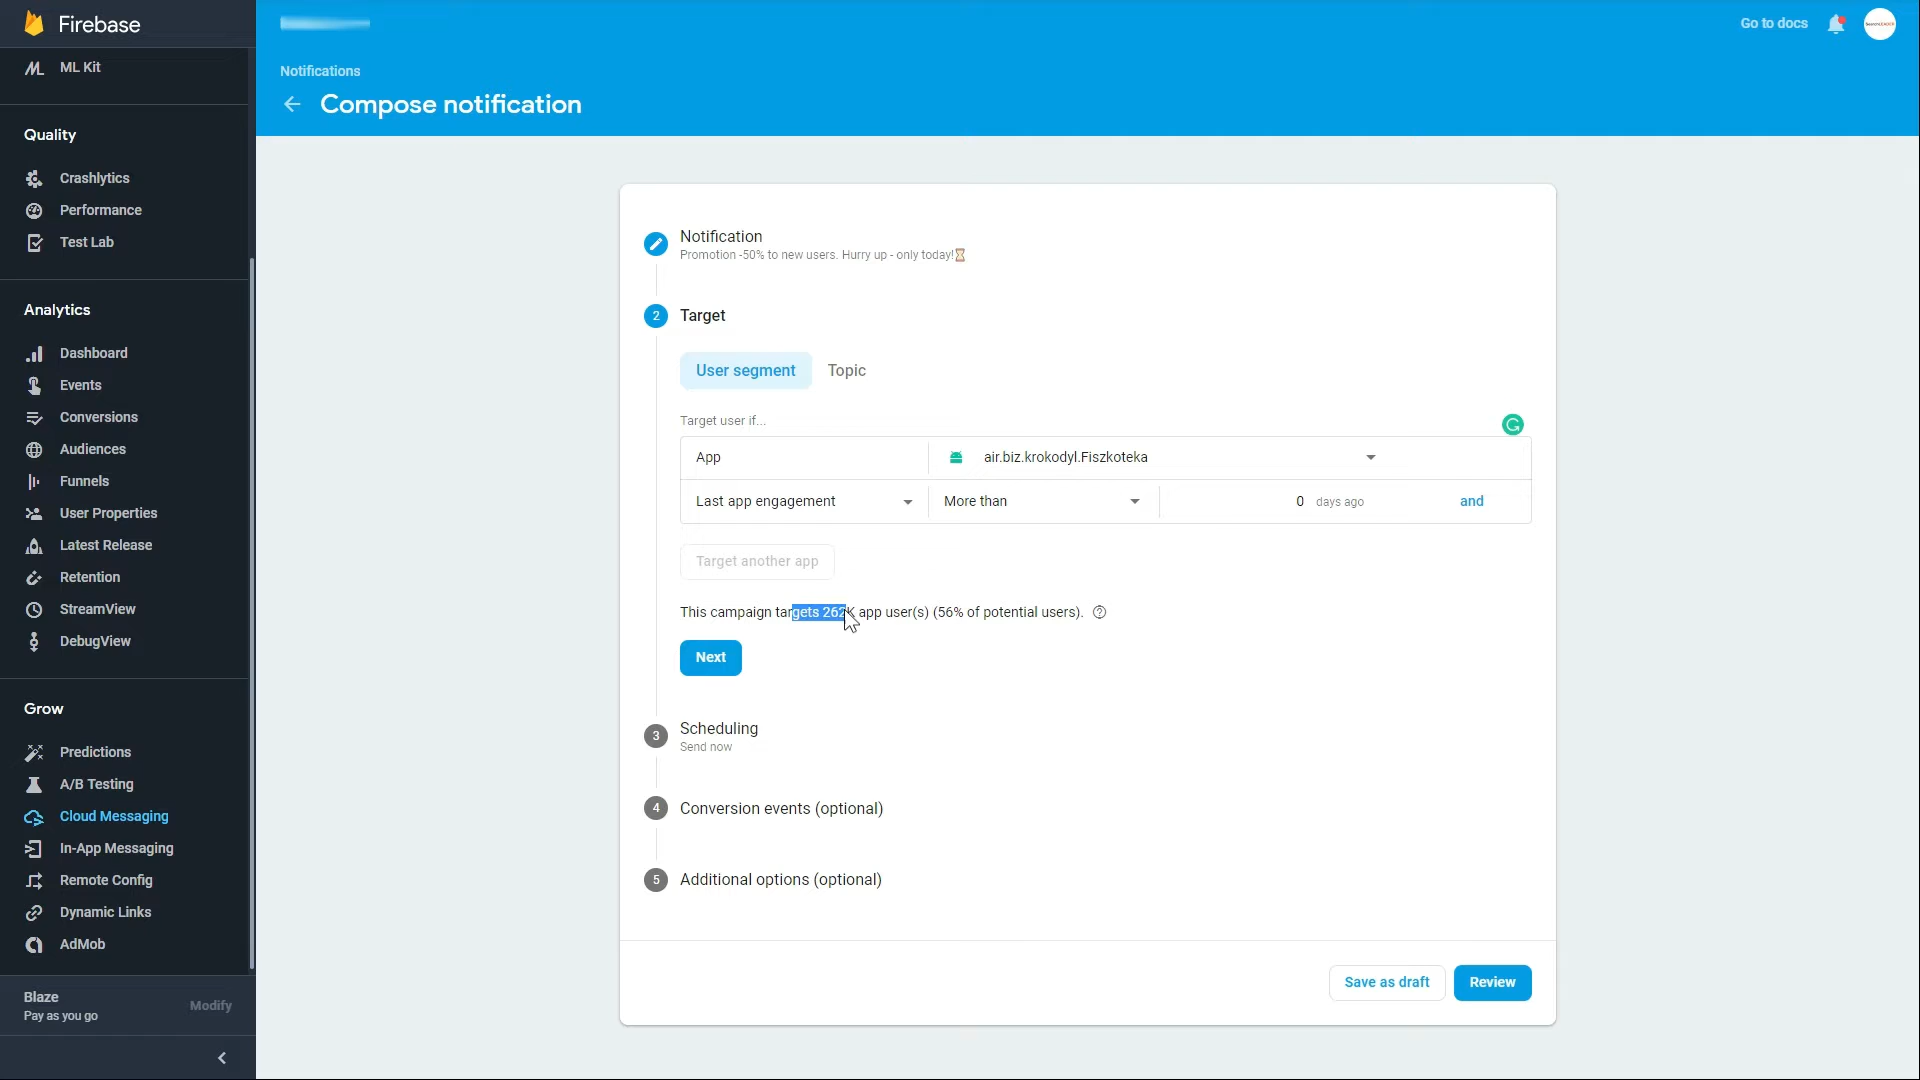 Firebase
ML Kit
Quality
Crashlytics
Performance
Test Lab
Analytics
Dashboard
Events
Conversions
Audiences
Funnels
User Properties
Latest Release
Retention
StreamView
DebugView
Grow
Predictions
A/B Testing
Cloud Messaging
In-App Messaging
Remote Config
Dynamic Links
AdMob
Blaze
Pay as you go
Modify
Go to docs
Notifications
Compose notification
Notification
Promotion -50% to new users. Hurry up - only today!⌛
2 Target
User segment Topic
Target user if...
App air.biz.krokodyl.Fiszkoteka
Last app engagement More than 0 days ago and
Target another app
This campaign targets 262K app user(s) (56% of potential users).
Next
3 Scheduling
Send now
4 Conversion events (optional)
5 Additional options (optional)
Save as draft Review